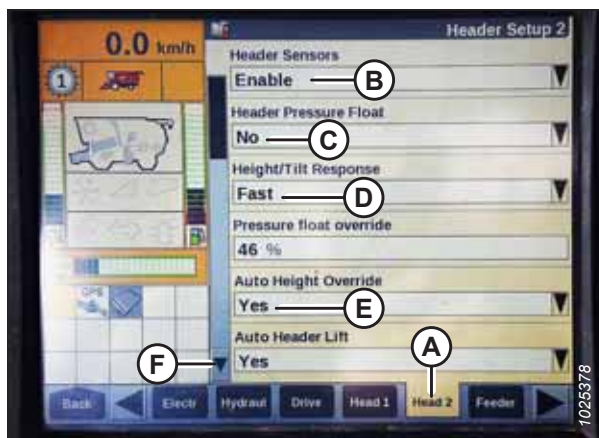 0.0 km/h
Header Setup 2
1
Header Sensors
Enable
B
Header Pressure Float
No
C
Height/Tilt Response
Fast
D
Pressure float override
46 %
GPS
Auto Height Override
Yes
E
Auto Header Lift
Yes
F
A
Back
Electr
Hydraul
Drive
Head 1
Head 2
Feeder
1025378